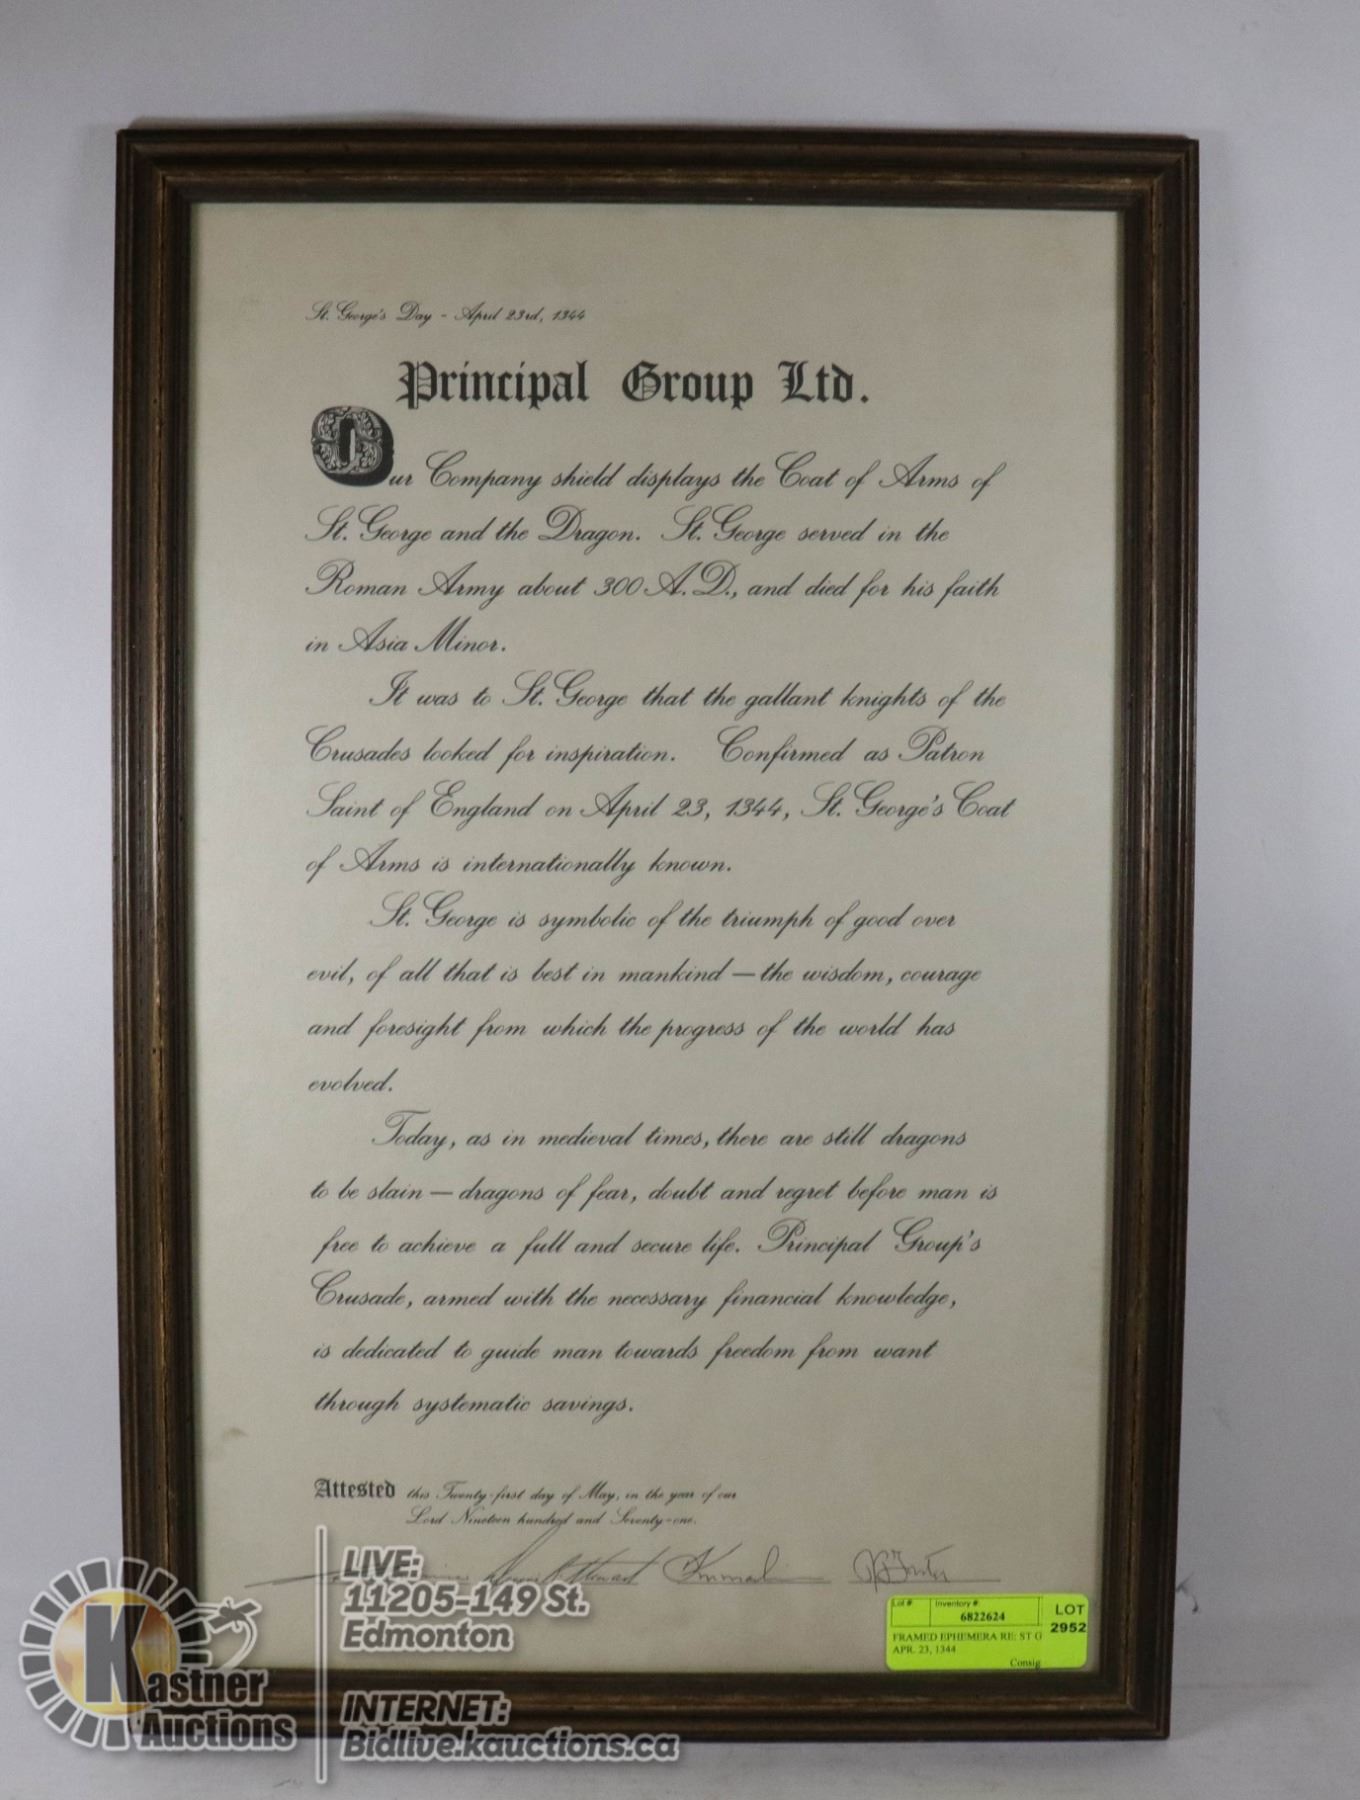 St. George's Day - April 23rd, 1344
Principal Group Ltd.
Our Company shield displays the Coat of Arms of
St. George and the Dragon. St. George served in the
Roman Army about 300 A.D., and died for his faith
in Asia Minor.
It was to St. George that the gallant knights of the
Crusades looked for inspiration. Confirmed as Patron
Saint of England on April 23, 1344, St. George's Coat
of Arms is internationally known.
St. George is symbolic of the triumph of good over
evil, of all that is best in mankind — the wisdom, courage
and foresight from which the progress of the world has
evolved.
Today, as in medieval times, there are still dragons
to be slain — dragons of fear, doubt and regret before man is
free to achieve a full and secure life. Principal Group's
Crusade, armed with the necessary financial knowledge,
is dedicated to guide man towards freedom from want
through systematic savings.
Attested this Twenty-first day of May, in the year of our
Lord Nineteen hundred and Seventy-one.
Lot # Inventory #: LOT
6822624 2952
FRAMED EPHEMERA RE: ST G
APR. 23, 1344
Consig
Kastner
Auctions
LIVE:
11205-149 St.
Edmonton
INTERNET:
Bidlive.kauctions.ca